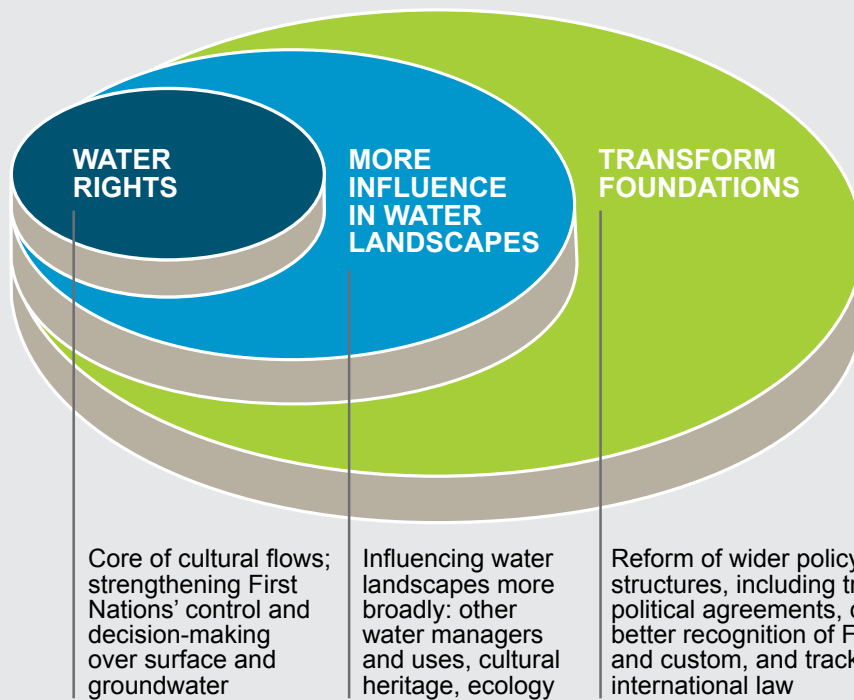 WATER
RIGHTS
MORE
INFLUENCE
IN WATER
LANDSCAPES
TRANSFORM
FOUNDATIONS
Core of cultural flows;
strengthening First
Nations’ control and
decision-making
over surface and
groundwater
Influencing water
landscapes more
broadly: other
water managers
and uses, cultural
heritage, ecology
Reform of wider policy
structures, including
political agreements,
better recognition of
and custom, and track
international law